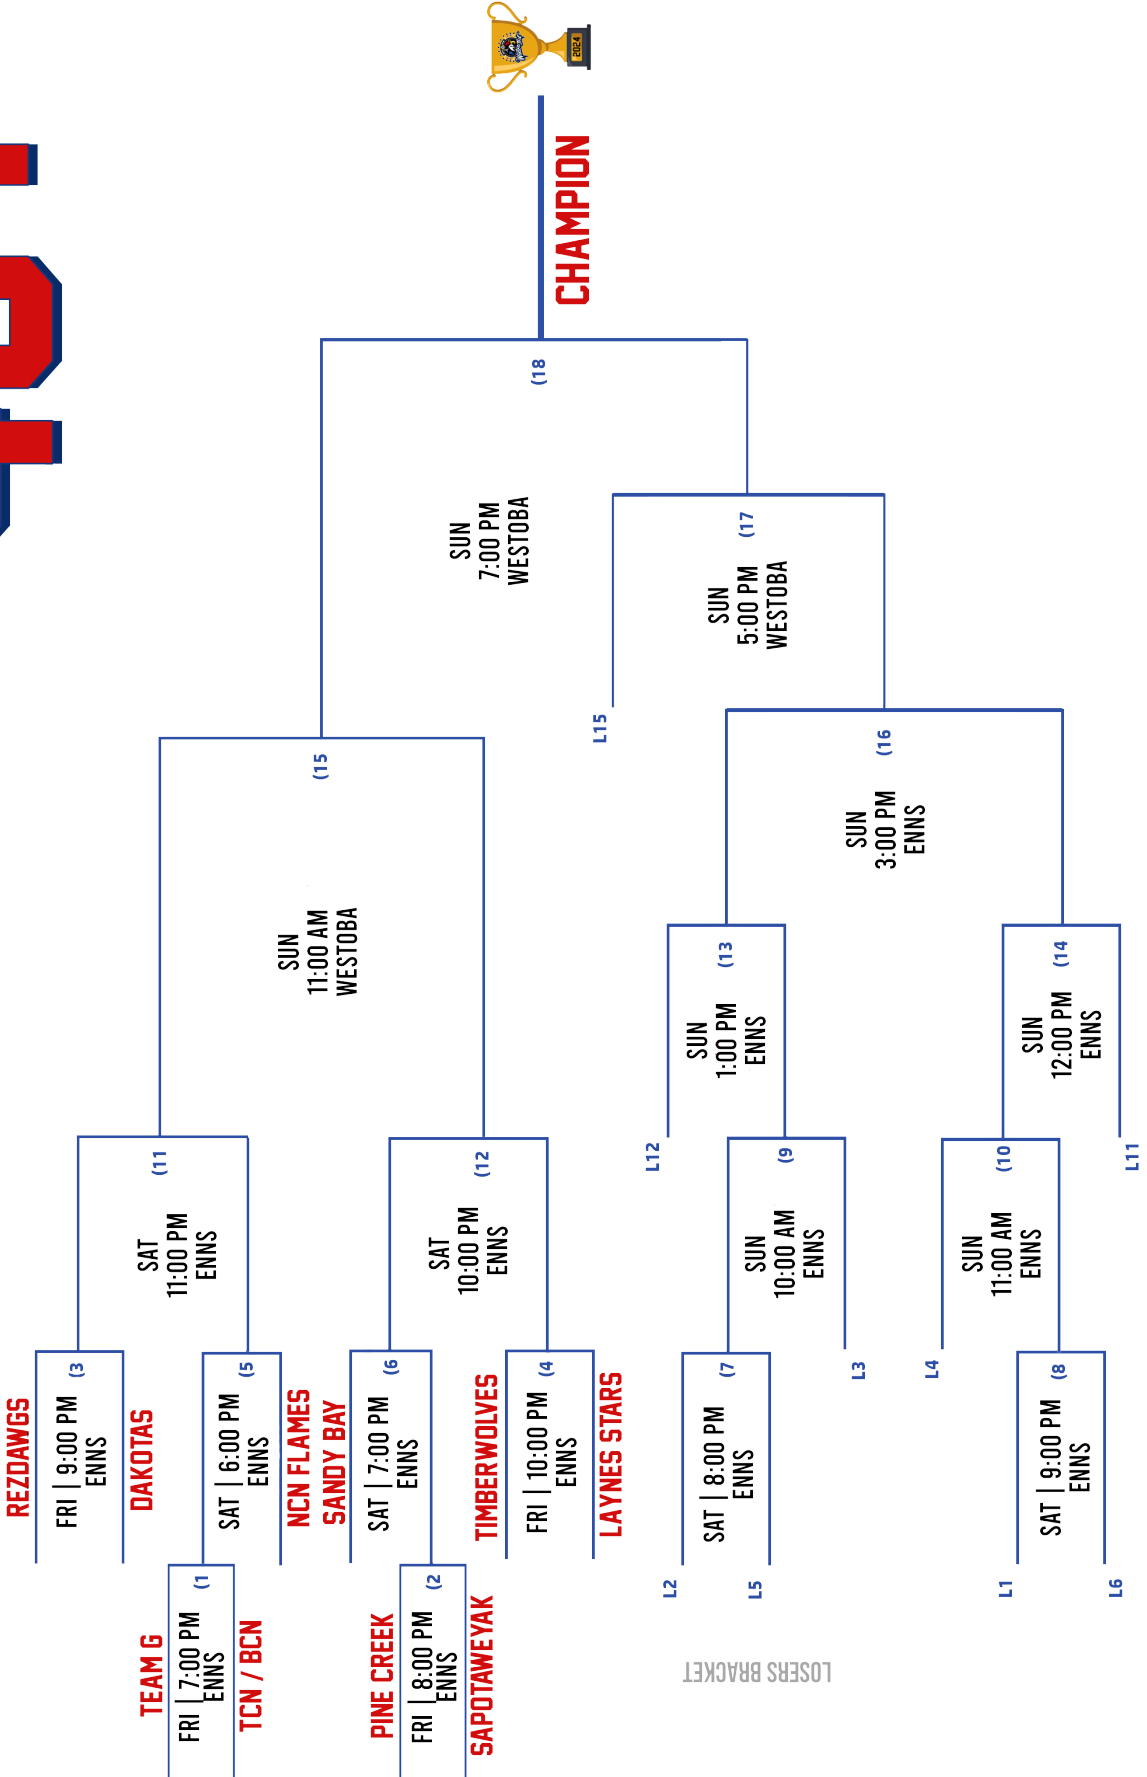 TEAM G
FRI | 7:00 PM
ENNS
(1
TCN / BCN
PINE CREEK
FRI | 8:00 PM
ENNS
(2
SAPOTAWEYAK
REZDAWGS
FRI | 9:00 PM
ENNS
(3
DAKOTAS
SAT | 6:00 PM
ENNS
(5
NCN FLAMES
SANDY BAY
SAT | 7:00 PM
ENNS
(6
TIMBERWOLVES
FRI | 10:00 PM
ENNS
(4
LAYNES STARS
SAT
11:00 PM
ENNS
(11
SAT
10:00 PM
ENNS
(12
SUN
11:00 AM
WESTOBA
(15
SUN
7:00 PM
WESTOBA
(18
CHAMPION
2024
LOSERS BRACKET
L2
SAT | 8:00 PM
ENNS
(7
L5
L1
SAT | 9:00 PM
ENNS
(8
L6
SUN
10:00 AM
ENNS
(9
L3
L4
SUN
11:00 AM
ENNS
(10
L12
SUN
1:00 PM
ENNS
(13
SUN
12:00 PM
ENNS
(14
L11
SUN
3:00 PM
ENNS
(16
L15
SUN
5:00 PM
WESTOBA
(17